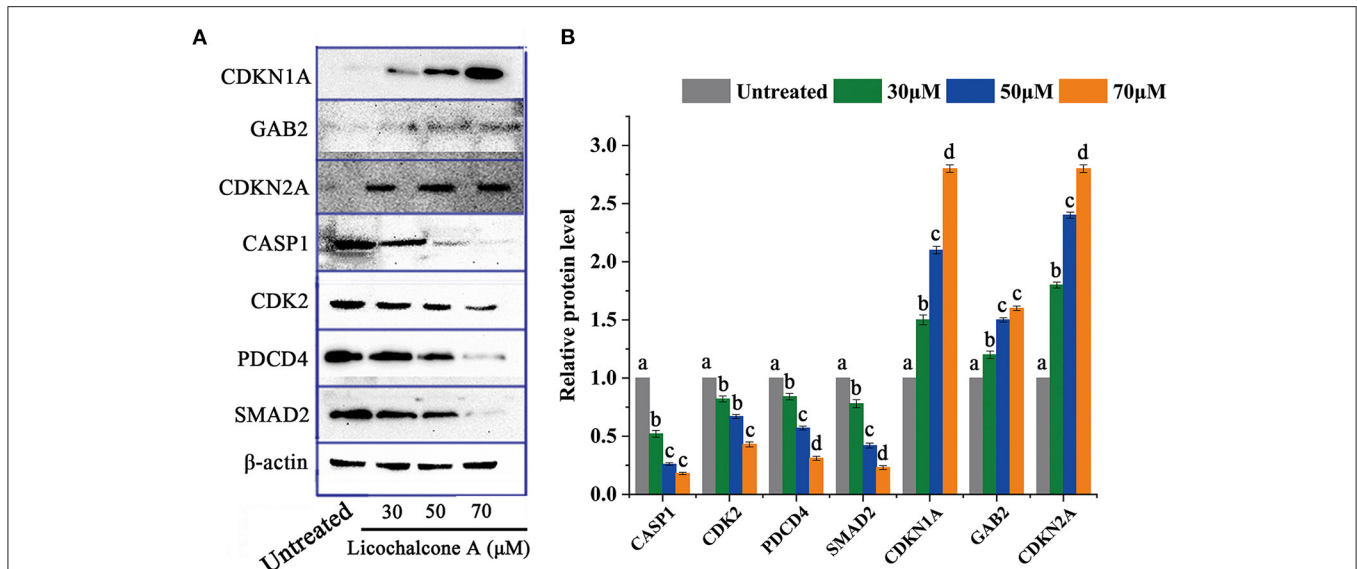 A
CDKN1A
GAB2
CDKN2A
CASP1
CDK2
PDCD4
SMAD2
β-actin
Untreated 30 50 70
Licochalcone A (μM)
B
Untreated 30μM 50μM 70μM
Relative protein level
3.0
2.5
2.0
1.5
1.0
0.5
0.0
a b c c
a b b c
a b c d
a b c d
a b c d
a b c c
a b c d
CASP1 CDK2 PDCD4 SMAD2 CDKN1A GAB2 CDKN2A